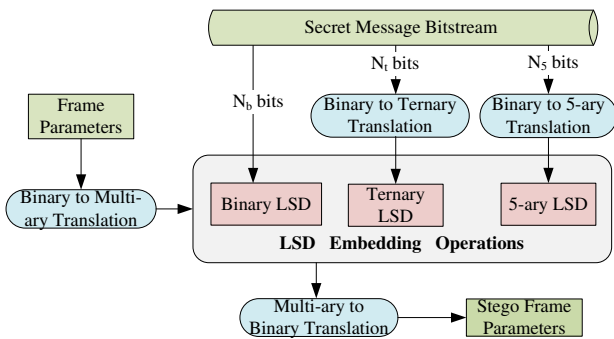 Secret Message Bitstream
N_b bits
N_t bits
N_5 bits
Frame
Parameters
Binary to Ternary
Translation
Binary to 5-ary
Translation
Binary to Multi-
ary Translation
Binary LSD
Ternary
LSD
5-ary LSD
LSD Embedding Operations
Multi-ary to
Binary Translation
Stego Frame
Parameters